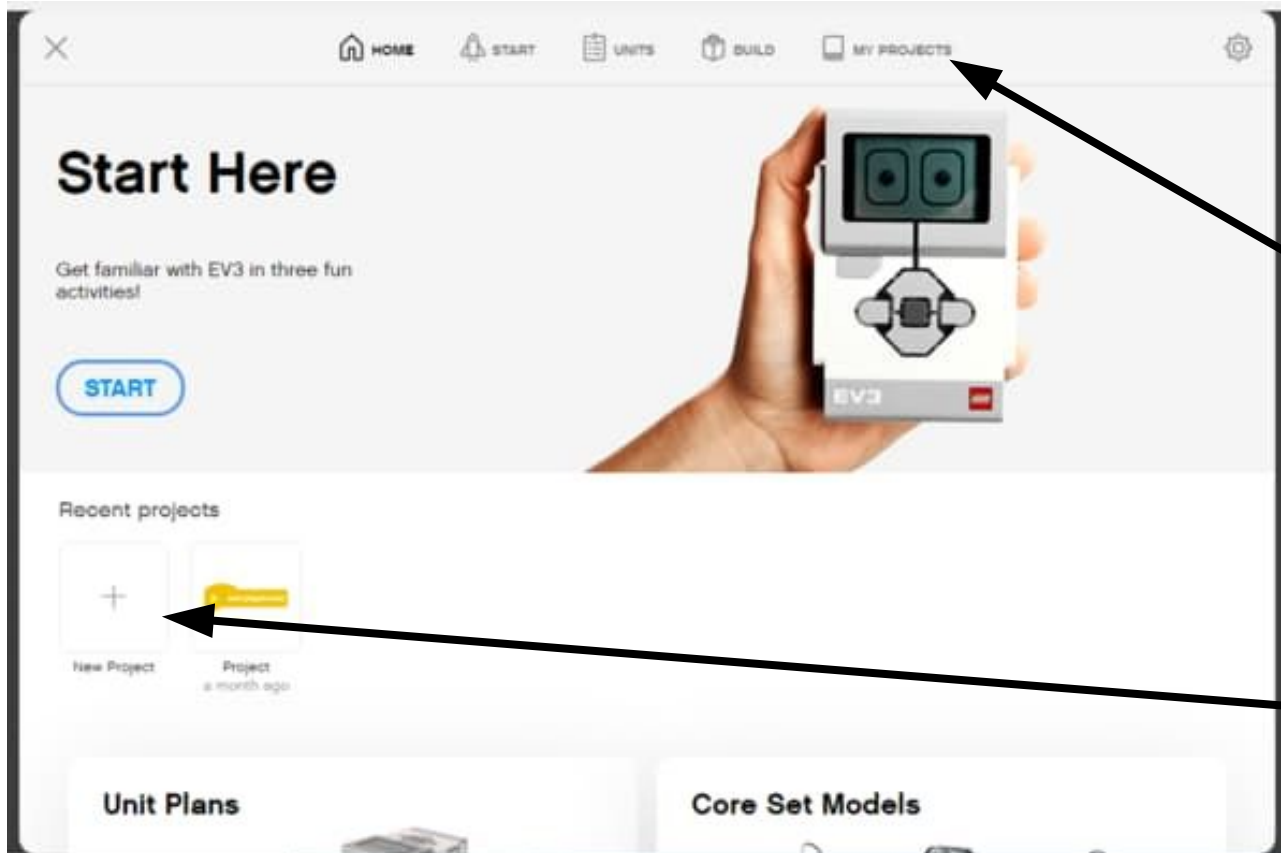 HOME START UNITS BUILD MY PROJECTS
Start Here
Get familiar with EV3 in three fun
activities!
START
EV3
Recent projects
New Project Project
a month ago
Unit Plans Core Set Models